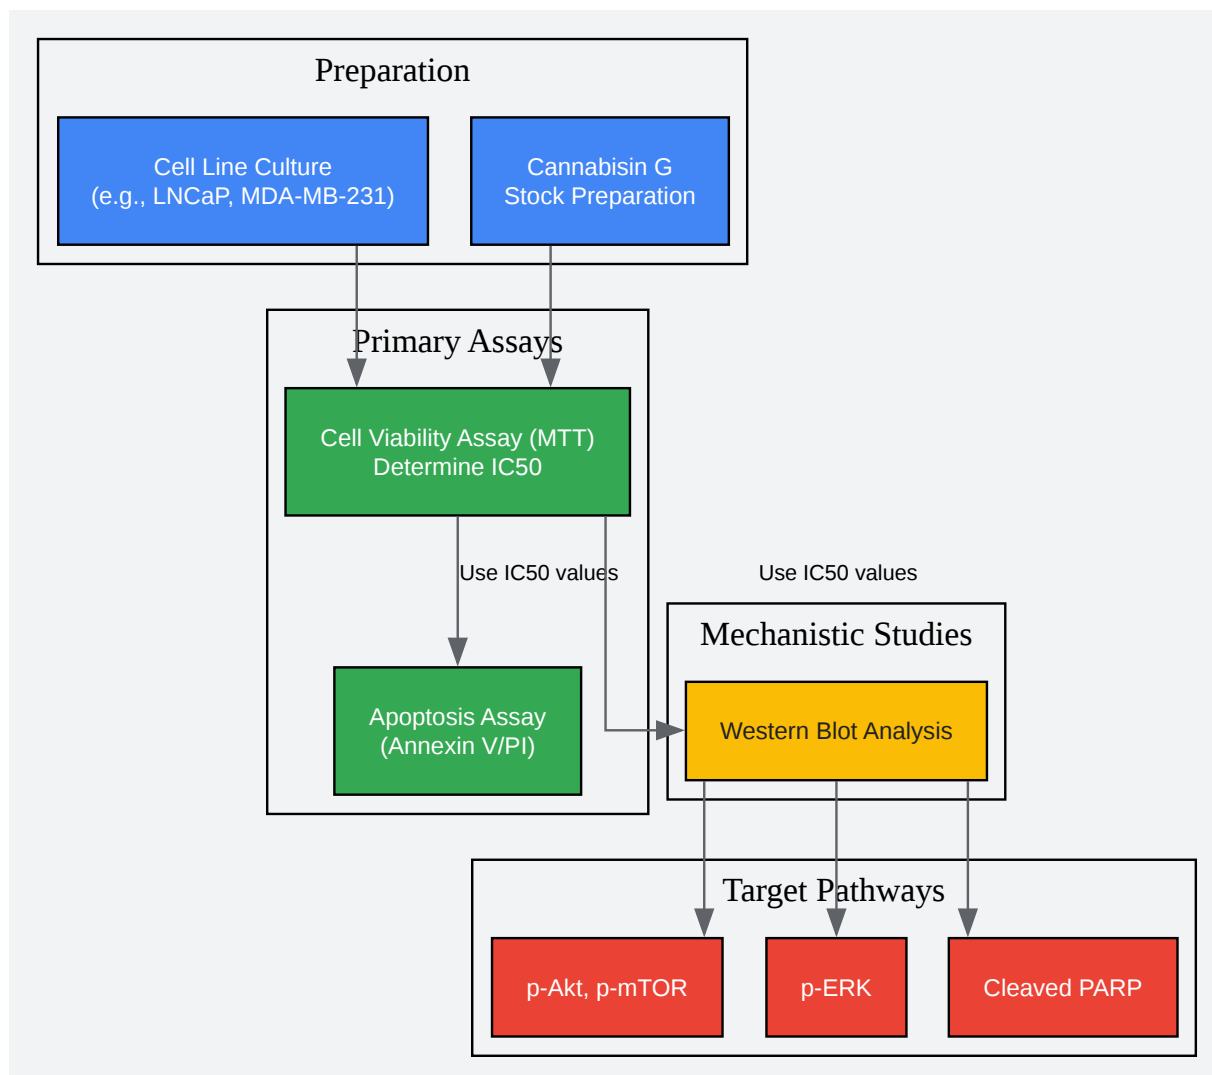 Preparation
Cell Line Culture
(e.g., LNCaP, MDA-MB-231)
Cannabisin G
Stock Preparation
Primary Assays
Cell Viability Assay (MTT)
Determine IC50
Use IC50 values
Use IC50 values
Apoptosis Assay
(Annexin V/PI)
Mechanistic Studies
Western Blot Analysis
Target Pathways
p-Akt, p-mTOR
p-ERK
Cleaved PARP